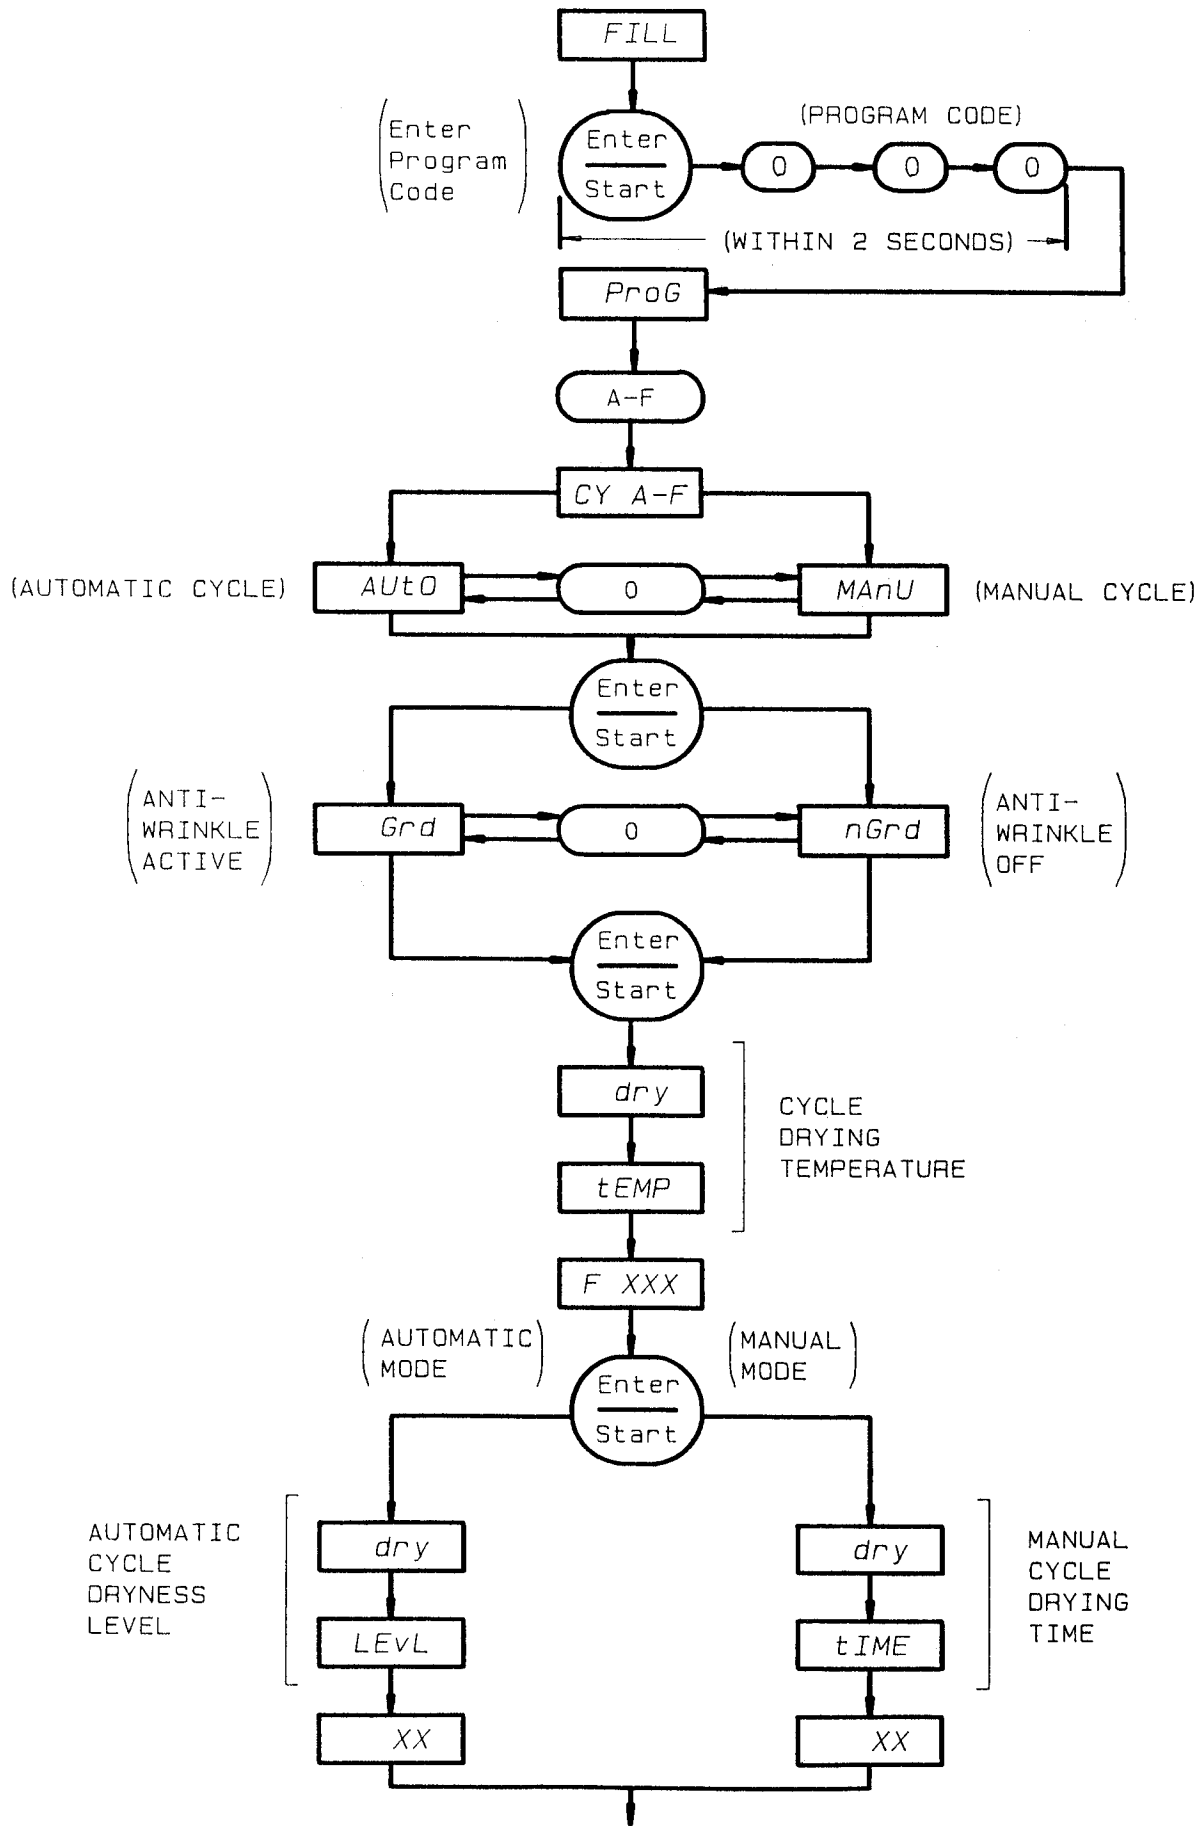 FILL
(Enter
Program
Code)
Enter
Start
(PROGRAM CODE)
0 0 0
(WITHIN 2 SECONDS)
ProG
A-F
CY A-F
(AUTOMATIC CYCLE)
AUtO
0
MAnU
(MANUAL CYCLE)
Enter
Start
(ANTI-
WRINKLE
ACTIVE)
Grd
0
nGrd
(ANTI-
WRINKLE
OFF)
Enter
Start
dry
tEMP
CYCLE
DRYING
TEMPERATURE
F XXX
(AUTOMATIC
MODE)
(MANUAL
MODE)
Enter
Start
AUTOMATIC
CYCLE
DRYNESS
LEVEL
dry
LEvL
XX
dry
tIME
XX
MANUAL
CYCLE
DRYING
TIME